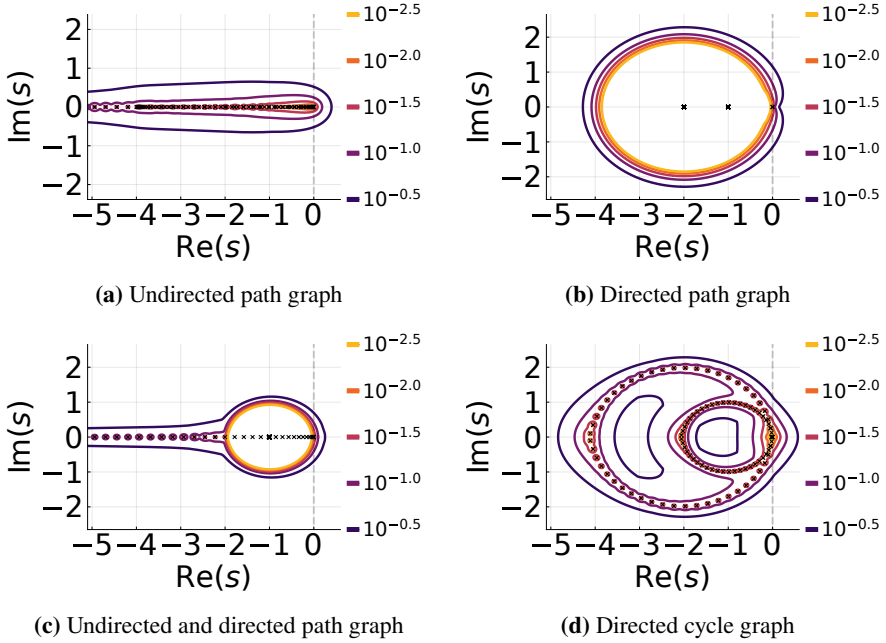 Im(s)
2
1
0
−1
−2
−5 −4 −3 −2 −1 0
Re(s)
10^−2.5
10^−2.0
10^−1.5
10^−1.0
10^−0.5
(a) Undirected path graph
Im(s)
2
1
0
−1
−2
−5 −4 −3 −2 −1 0
Re(s)
10^−2.5
10^−2.0
10^−1.5
10^−1.0
10^−0.5
(b) Directed path graph
Im(s)
2
1
0
−1
−2
−5 −4 −3 −2 −1 0
Re(s)
10^−2.5
10^−2.0
10^−1.5
10^−1.0
10^−0.5
(c) Undirected and directed path graph
Im(s)
2
1
0
−1
−2
−5 −4 −3 −2 −1 0
Re(s)
10^−2.5
10^−2.0
10^−1.5
10^−1.0
10^−0.5
(d) Directed cycle graph